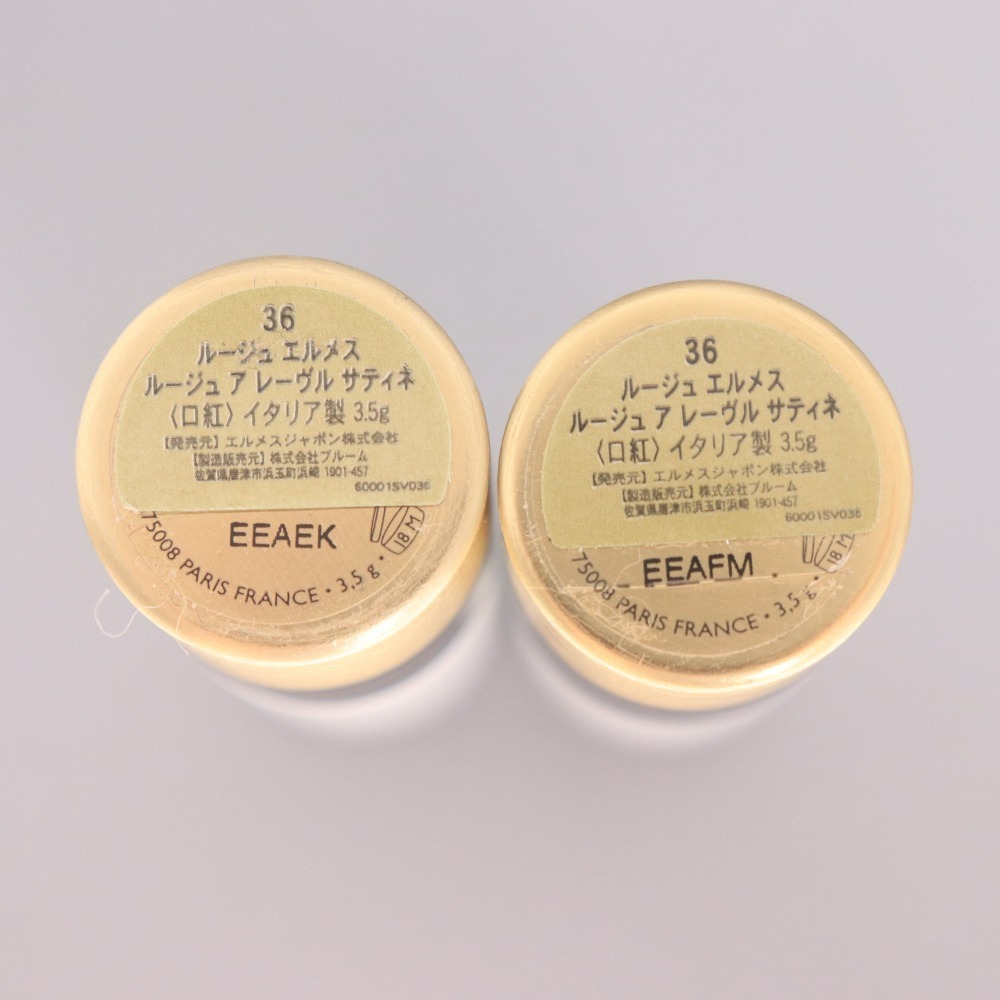 36
ルージュ エルメス
ルージュ ア レーヴル サティネ
〈口紅〉イタリア製 3.5g
【発売元】エルメスジャポン株式会社
【製造販売元】株式会社ブルーム
佐賀県唐津市浜玉町浜崎 1901-457
60001SV036
EEAEK
18 M
75008 PARIS FRANCE • 3,5 g •
36
ルージュ エルメス
ルージュ ア レーヴル サティネ
〈口紅〉イタリア製 3.5g
【発売元】エルメスジャポン株式会社
【製造販売元】株式会社ブルーム
佐賀県唐津市浜玉町浜崎 1901-457
60001SV036
EEAFM
18 M
75008 PARIS FRANCE • 3,5 g •